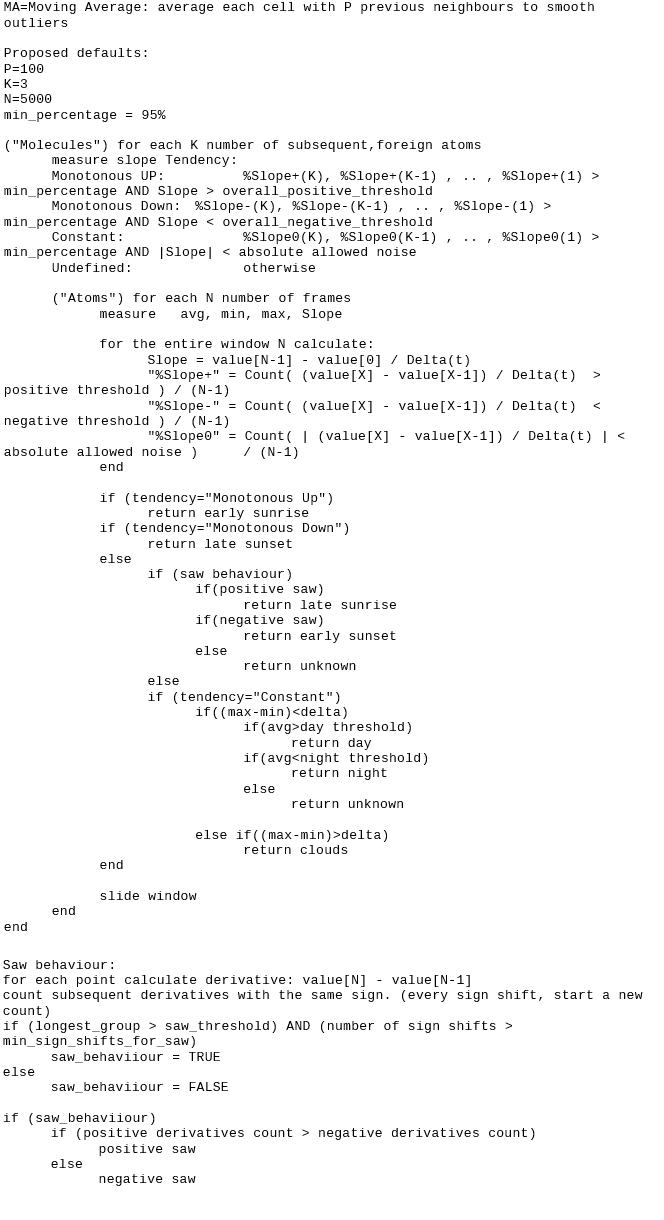 MA=Moving Average: average each cell with P previous neighbours to smooth
outliers
Proposed defaults:
P=100
K=3
N=5000
min_percentage = 95%
("Molecules") for each K number of subsequent,foreign atoms
measure slope Tendency:
Monotonous UP: %Slope+(K), %Slope+(K-1) , .. , %Slope+(1) >
min_percentage AND Slope > overall_positive_threshold
Monotonous Down: %Slope-(K), %Slope-(K-1) , .. , %Slope-(1) >
min_percentage AND Slope < overall_negative_threshold
Constant: %Slope0(K), %Slope0(K-1) , .. , %Slope0(1) >
min_percentage AND |Slope| < absolute allowed noise
Undefined: otherwise
("Atoms") for each N number of frames
measure avg, min, max, Slope
for the entire window N calculate:
Slope = value[N-1] - value[0] / Delta(t)
"%Slope+" = Count( (value[X] - value[X-1]) / Delta(t) >
positive threshold ) / (N-1)
"%Slope-" = Count( (value[X] - value[X-1]) / Delta(t) <
negative threshold ) / (N-1)
"%Slope0" = Count( | (value[X] - value[X-1]) / Delta(t) | <
absolute allowed noise ) / (N-1)
end
if (tendency="Monotonous Up")
return early sunrise
if (tendency="Monotonous Down")
return late sunset
else
if (saw behaviour)
if(positive saw)
return late sunrise
if(negative saw)
return early sunset
else
return unknown
else
if (tendency="Constant")
if((max-min)<delta)
if(avg>day threshold)
return day
if(avg<night threshold)
return night
else
return unknown
else if((max-min)>delta)
return clouds
end
slide window
end
end
Saw behaviour:
for each point calculate derivative: value[N] - value[N-1]
count subsequent derivatives with the same sign. (every sign shift, start a new
count)
if (longest_group > saw_threshold) AND (number of sign shifts >
min_sign_shifts_for_saw)
saw_behaviiour = TRUE
else
saw_behaviiour = FALSE
if (saw_behaviiour)
if (positive derivatives count > negative derivatives count)
positive saw
else
negative saw